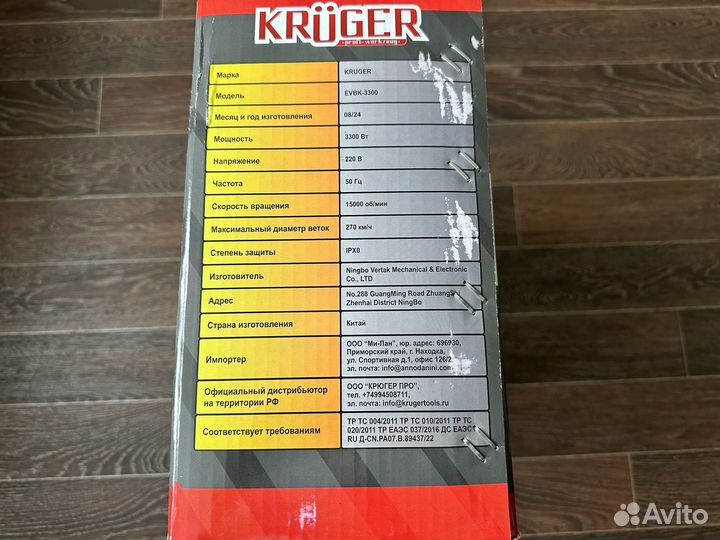 KRÜGER
profi-werkzeug
Марка KRUGER
Модель EVBK-3300
Месяц и год изготовления 08/24
Мощность 3300 Вт
Напряжение 220 В
Частота 50 Гц
Скорость вращения 15000 об/мин
Максимальный диаметр веток 270 км/ч
Степень защиты IPX0
Изготовитель
Ningbo Vertak Mechanical & Electronic
Co., LTD
Адрес
No.288 GuangMing Road
Zhenhai District NingBo
Страна изготовления Китай
Импортер
ООО "Ми-Лан", юр. адрес: 696930,
Приморский край, г. Находка,
ул. Спортивная д.1, офис 126/2
эл. почта: info@annodanini.com
Официальный дистрибьютор
на территории РФ
ООО "КРЮГЕР ПРО",
тел. +74994508711,
эл. почта: info@krugertools.ru
Соответствует требованиям
ТР ТС 004/2011 ТР ТС 010/2011 ТР ТС
020/2011 ТР ЕАЭС 037/2016 ДС ЕАЭС
RU Д-CN.РА07.В.89437/22
Avito